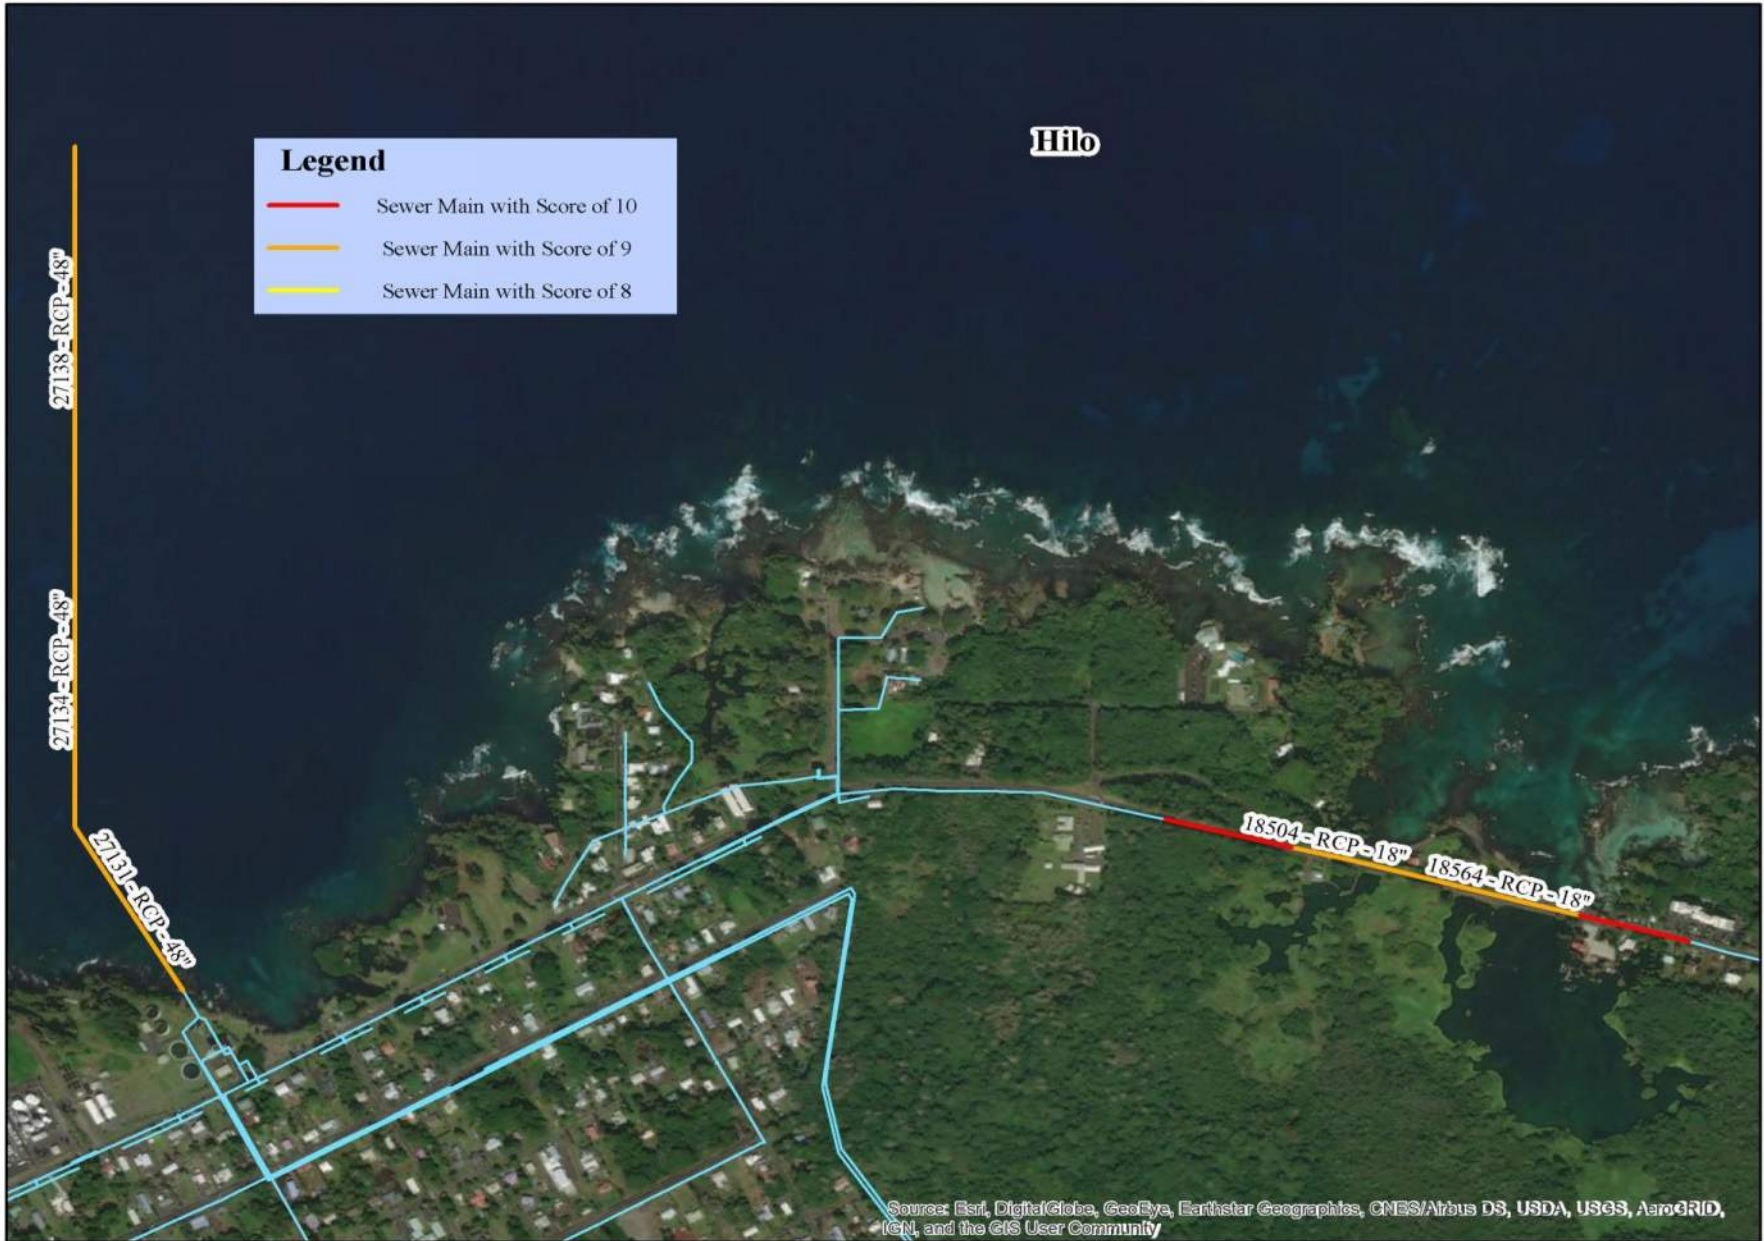 Hilo
Legend
Sewer Main with Score of 10
Sewer Main with Score of 9
Sewer Main with Score of 8
27138 - RCP - 48"
27134 - RCP - 48"
27131 - RCP - 48"
18504 - RCP - 18"
18564 - RCP - 18"
Source: Esri, DigitalGlobe, GeoEye, Earthstar Geographics, CNES/Airbus DS, USDA, USGS, AeroGRID,
IGN, and the GIS User Community